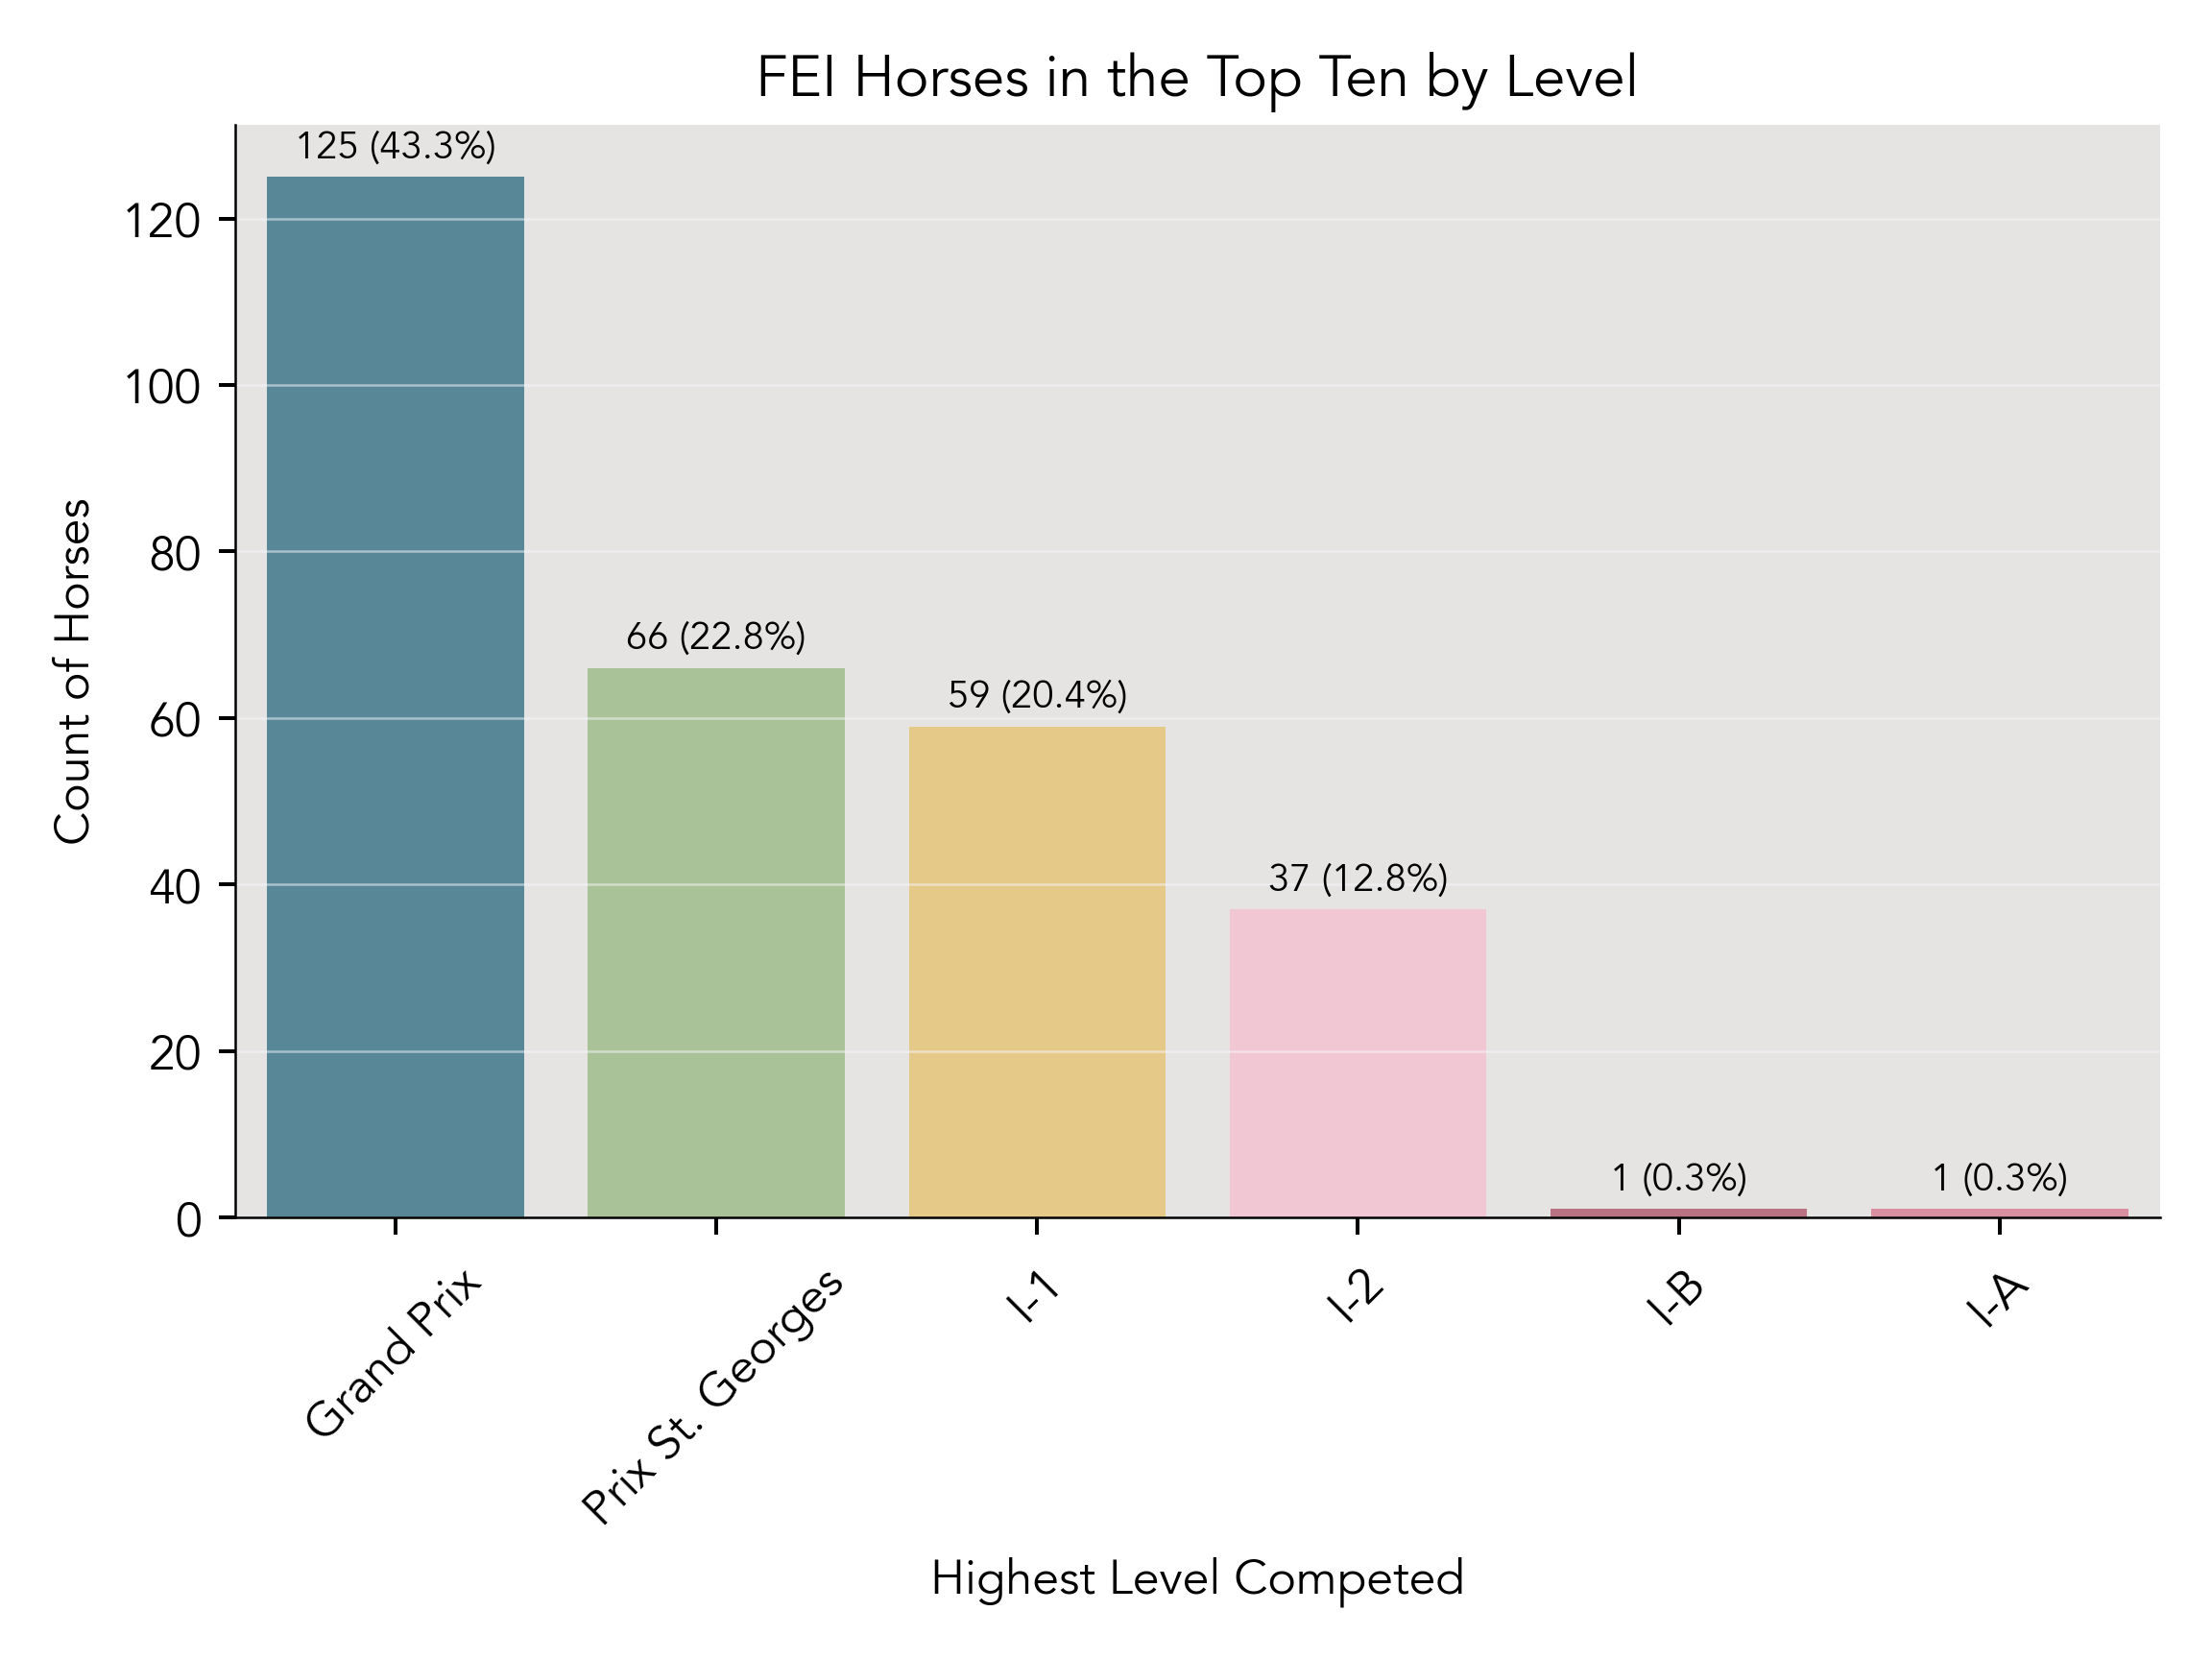 FEI Horses in the Top Ten by Level
125 (43.3%)
66 (22.8%)
59 (20.4%)
37 (12.8%)
1 (0.3%)
1 (0.3%)
120
100
80
60
40
20
0
Count of Horses
Grand Prix
Prix St. Georges
I-1
I-2
I-B
I-A
Highest Level Competed